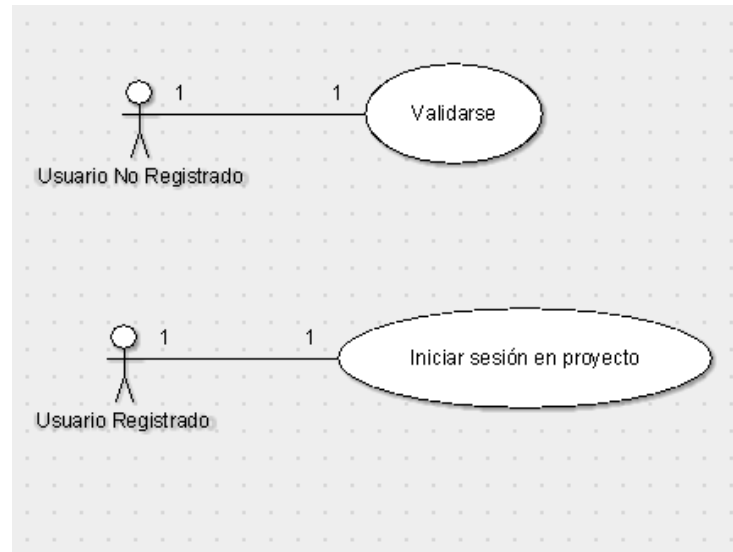 1 1
Validarse
Usuario No Registrado
1 1
Iniciar sesión en proyecto
Usuario Registrado